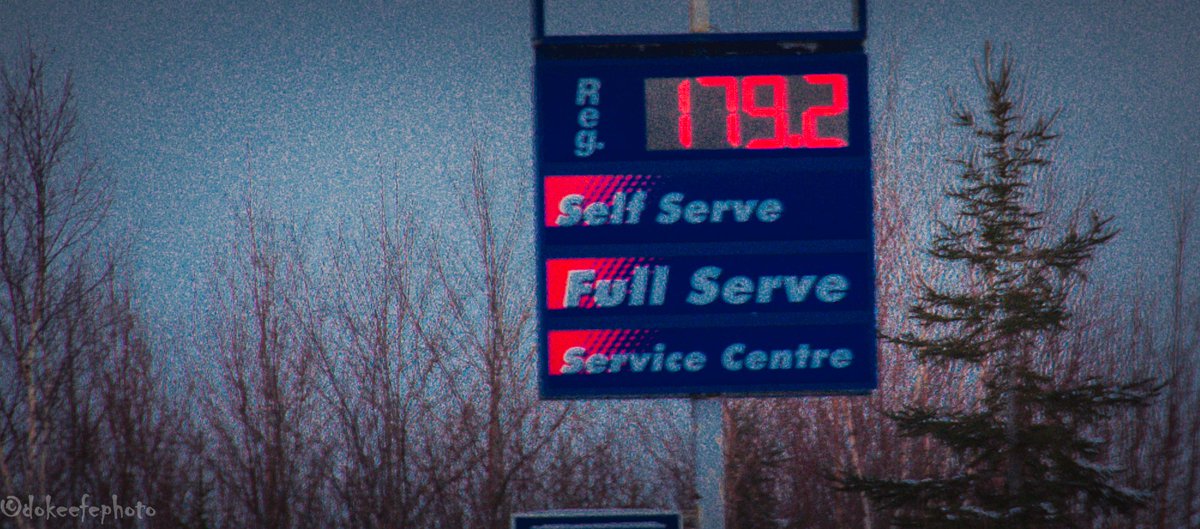 Reg. 179.2
Self Serve
Full Serve
Service Centre
©dokeefephoto